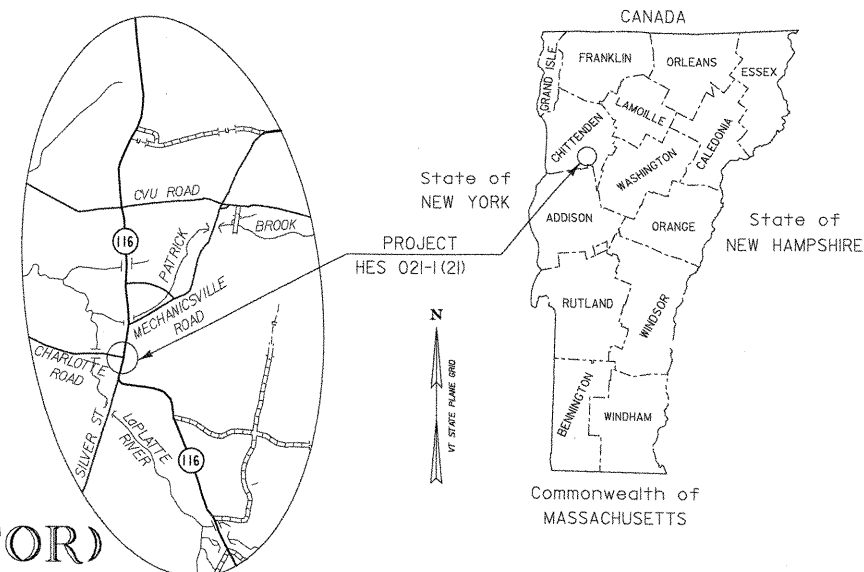 CANADA
GRAND ISLE
FRANKLIN
ORLEANS
ESSEX
LAMOILLE
CHITTENDEN
CALEDONIA
WASHINGTON
State of
NEW YORK
ADDISON
ORANGE
State of
NEW HAMPSHIRE
RUTLAND
WINDSOR
BENNINGTON
WINDHAM
Commonwealth of
MASSACHUSETTS
PROJECT
HES 021-1(21)
N
VT STATE PLANE GRID
CVU ROAD
116
PATRICK
BROOK
MECHANICSVILLE
ROAD
CHARLOTTE
ROAD
SILVER ST.
LaPLATTE
RIVER
116
TOR)